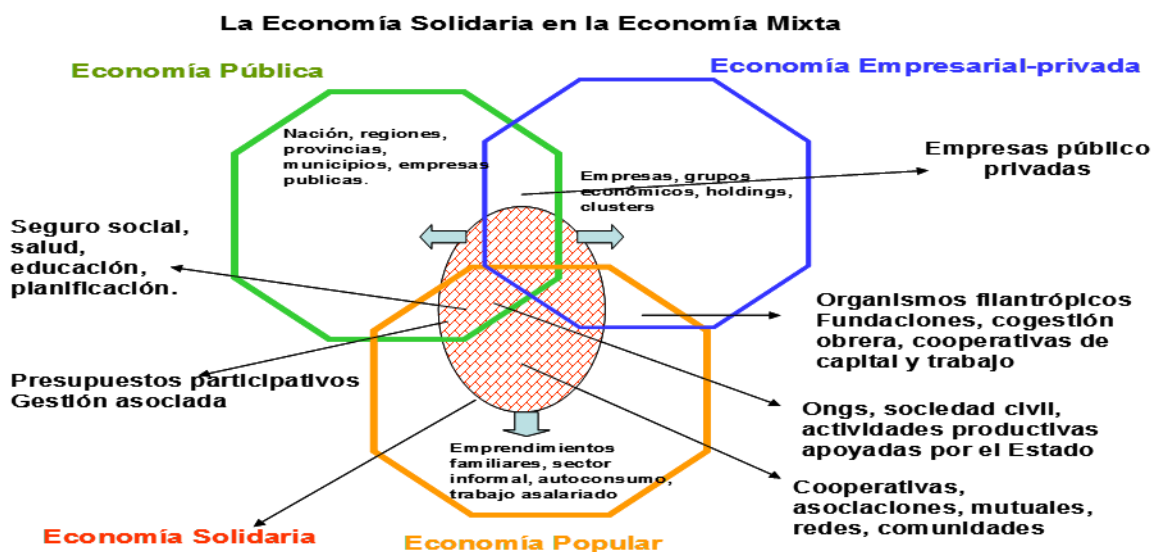 La Economía Solidaria en la Economía Mixta
Economía Pública
Economía Empresarial-privada
Nación, regiones,
provincias,
municipios, empresas
publicas.
Empresas, grupos
económicos, holdings,
clusters
Empresas público
privadas
Seguro social,
salud,
educación,
planificación.
Organismos filantrópicos
Fundaciones, cogestión
obrera, cooperativas de
capital y trabajo
Presupuestos participativos
Gestión asociada
Ongs, sociedad civil,
actividades productivas
apoyadas por el Estado
Emprendimientos
familiares, sector
informal, autoconsumo,
trabajo asalariado
Cooperativas,
asociaciones, mutuales,
redes, comunidades
Economía Solidaria
Economía Popular